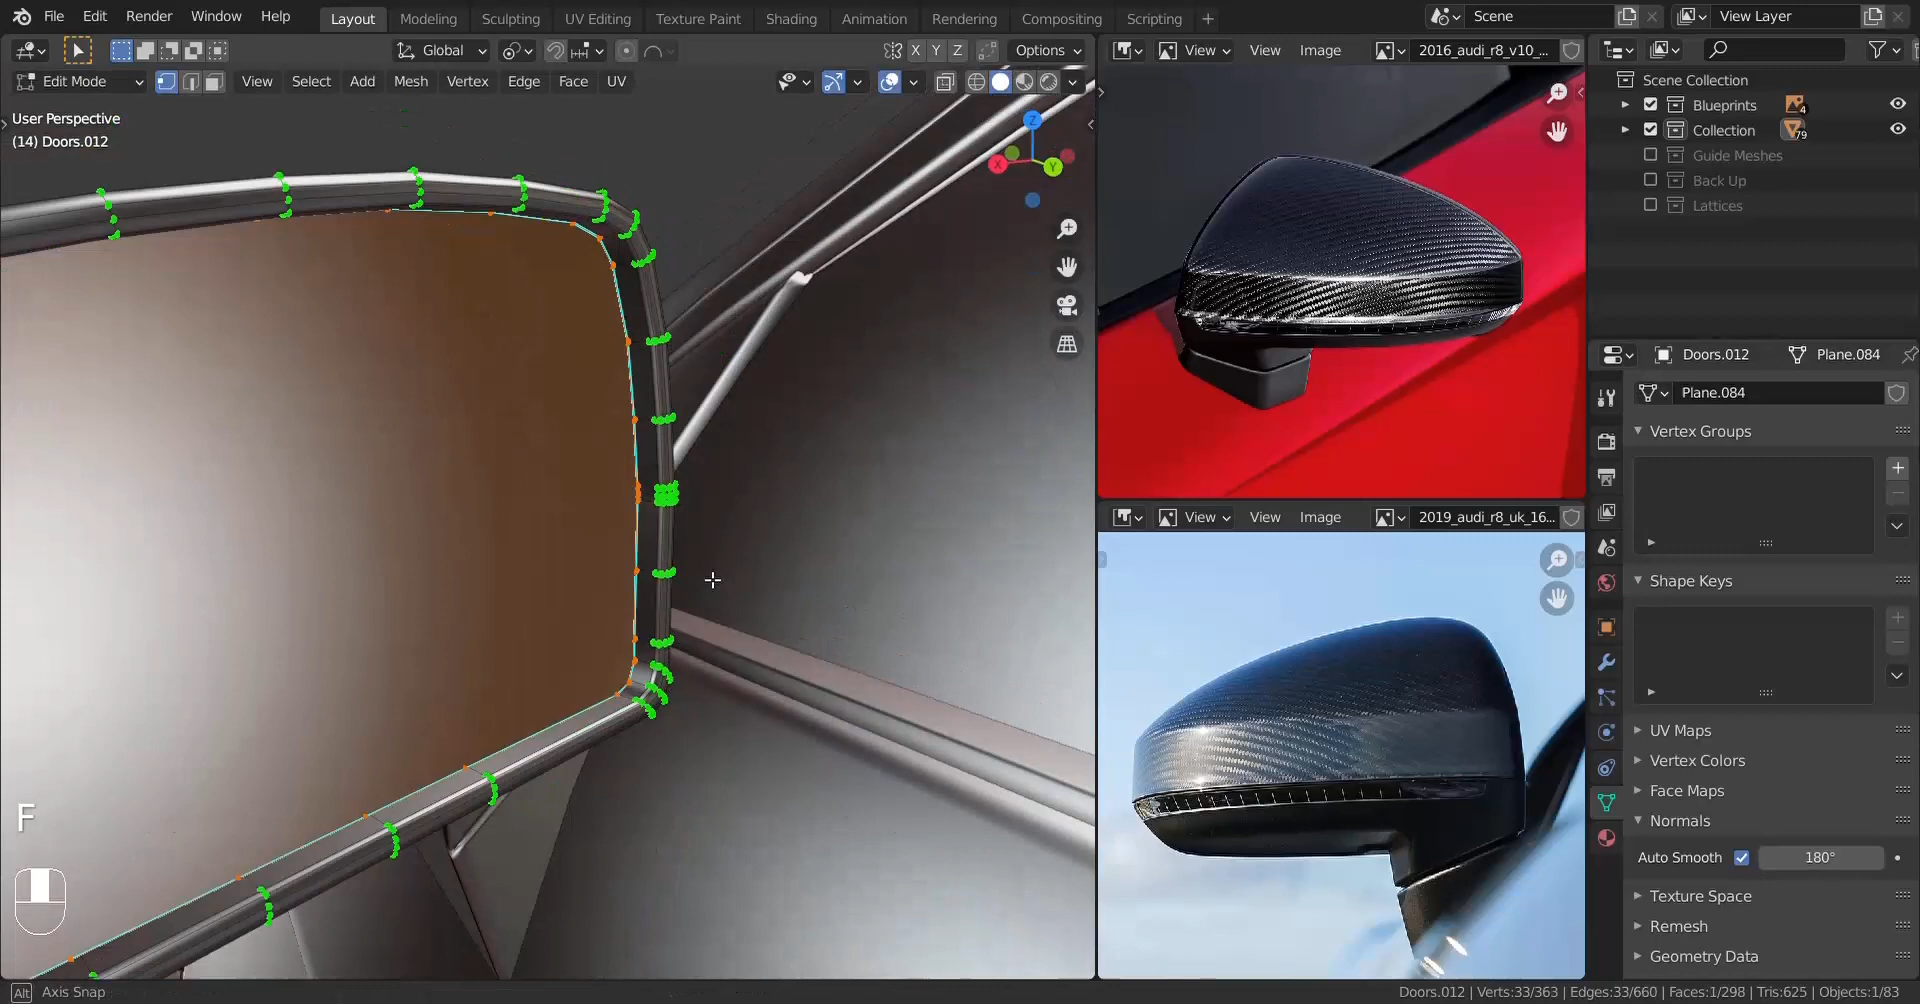 File Edit Render Window Help Layout Modeling Sculpting UV Editing Texture Paint Shading Animation Rendering Compositing Scripting + Scene View Layer
Global X Y Z Options View View Image 2016_audi_r8_v10_...
Edit Mode View Select Add Mesh Vertex Edge Face UV
Scene Collection
Blueprints 4
Collection 79
Guide Meshes
Back Up
Lattices
User Perspective
(14) Doors.012
Z
X
Y
View View Image 2019_audi_r8_uk_16...
Doors.012 Plane.084
Plane.084
Vertex Groups
Shape Keys
UV Maps
Vertex Colors
Face Maps
Normals
Auto Smooth 180°
Texture Space
Remesh
Geometry Data
F
Alt Axis Snap
Doors.012 | Verts:33/363 | Edges:33/660 | Faces:1/298 | Tris:625 | Objects:1/83